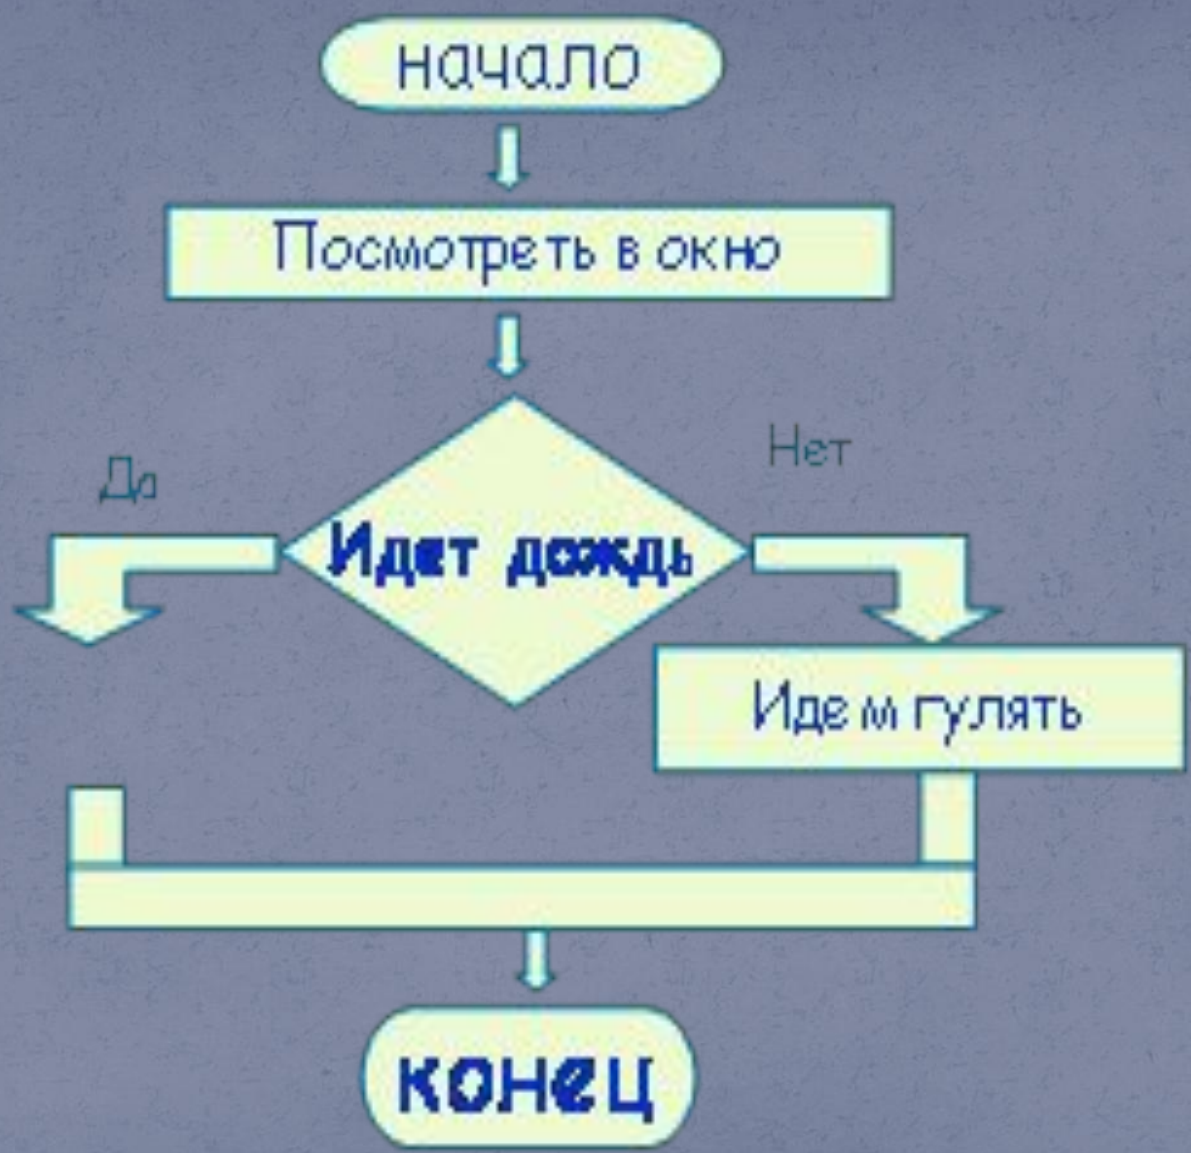 начало
Посмотреть в окно
Да
Нет
Идет дождь
Идем гулять
конец